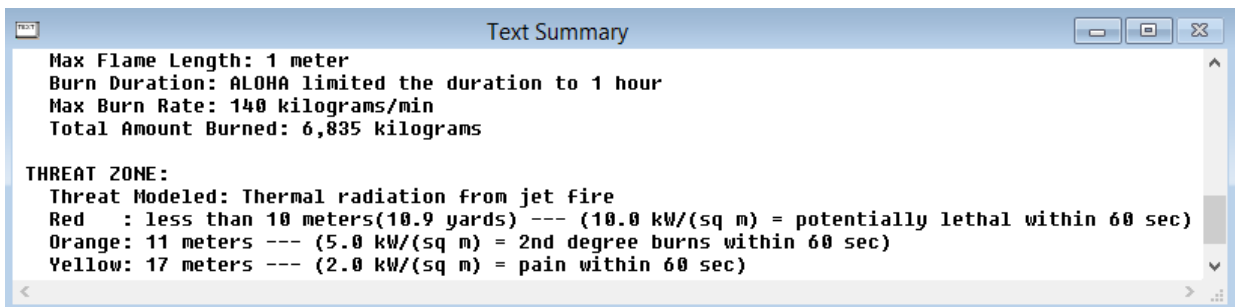 TEXT
Text Summary
Max Flame Length: 1 meter
Burn Duration: ALOHA limited the duration to 1 hour
Max Burn Rate: 140 kilograms/min
Total Amount Burned: 6,835 kilograms
THREAT ZONE:
Threat Modeled: Thermal radiation from jet fire
Red   : less than 10 meters(10.9 yards) --- (10.0 kW/(sq m) = potentially lethal within 60 sec)
Orange: 11 meters --- (5.0 kW/(sq m) = 2nd degree burns within 60 sec)
Yellow: 17 meters --- (2.0 kW/(sq m) = pain within 60 sec)